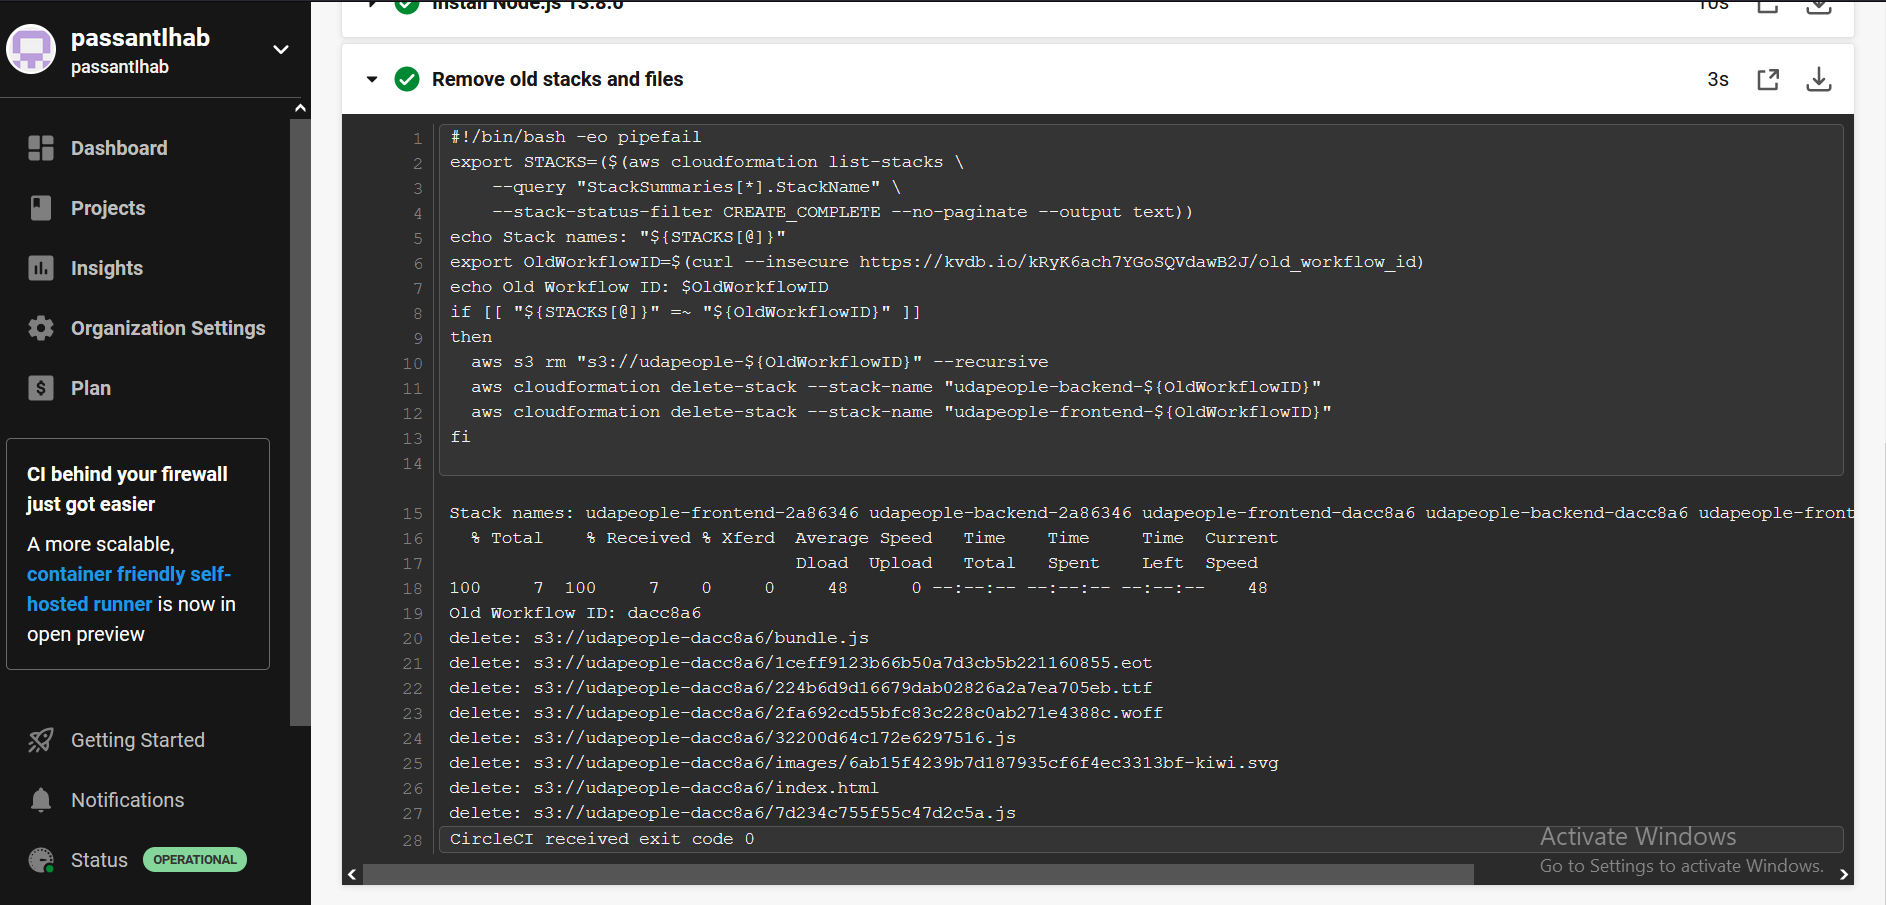 passantIhab
passantIhab
Dashboard
Projects
Insights
Organization Settings
Plan
CI behind your firewall
just got easier
A more scalable,
container friendly self-
hosted runner is now in
open preview
Getting Started
Notifications
Status OPERATIONAL
Install Node.js 13.8.0 10s
Remove old stacks and files 3s
1 #!/bin/bash -eo pipefail
2 export STACKS=($(aws cloudformation list-stacks \
3 --query "StackSummaries[*].StackName" \
4 --stack-status-filter CREATE_COMPLETE --no-paginate --output text))
5 echo Stack names: "${STACKS[@]}"
6 export OldWorkflowID=$(curl --insecure https://kvdb.io/kRyK6ach7YGoSQVdawB2J/old_workflow_id)
7 echo Old Workflow ID: $OldWorkflowID
8 if [[ "${STACKS[@]}" =~ "${OldWorkflowID}" ]]
9 then
10 aws s3 rm "s3://udapeople-${OldWorkflowID}" --recursive
11 aws cloudformation delete-stack --stack-name "udapeople-backend-${OldWorkflowID}"
12 aws cloudformation delete-stack --stack-name "udapeople-frontend-${OldWorkflowID}"
13 fi
14
15 Stack names: udapeople-frontend-2a86346 udapeople-backend-2a86346 udapeople-frontend-dacc8a6 udapeople-backend-dacc8a6 udapeople-front
16 % Total % Received % Xferd Average Speed Time Time Time Current
17 Dload Upload Total Spent Left Speed
18 100 7 100 7 0 0 48 0 --:--:-- --:--:-- --:--:-- 48
19 Old Workflow ID: dacc8a6
20 delete: s3://udapeople-dacc8a6/bundle.js
21 delete: s3://udapeople-dacc8a6/1ceff9123b66b50a7d3cb5b221160855.eot
22 delete: s3://udapeople-dacc8a6/224b6d9d16679dab02826a2a7ea705eb.ttf
23 delete: s3://udapeople-dacc8a6/2fa692cd55bfc83c228c0ab271e4388c.woff
24 delete: s3://udapeople-dacc8a6/32200d64c172e6297516.js
25 delete: s3://udapeople-dacc8a6/images/6ab15f4239b7d187935cf6f4ec3313bf-kiwi.svg
26 delete: s3://udapeople-dacc8a6/index.html
27 delete: s3://udapeople-dacc8a6/7d234c755f55c47d2c5a.js
28 CircleCI received exit code 0
Activate Windows
Go to Settings to activate Windows.